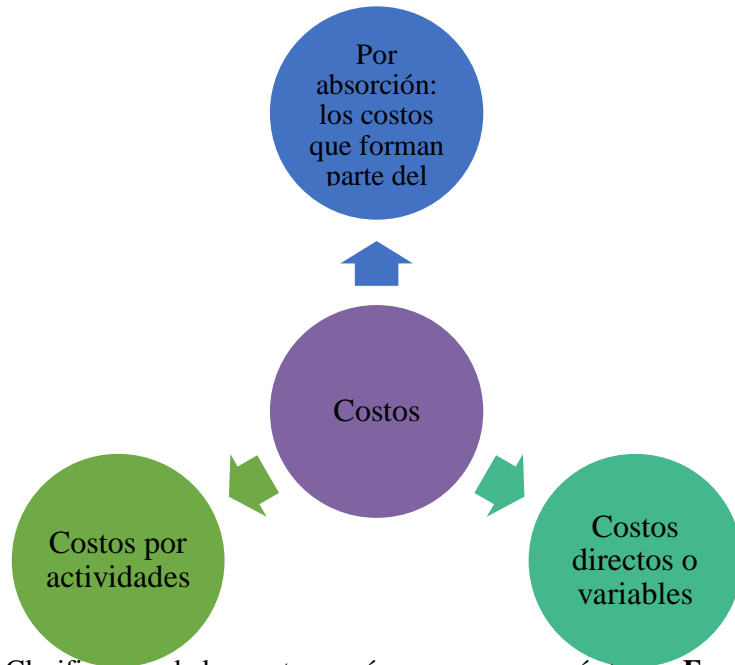 Por
absorción:
los costos
que forman
parte del
Costos
Costos por
actividades
Costos
directos o
variables